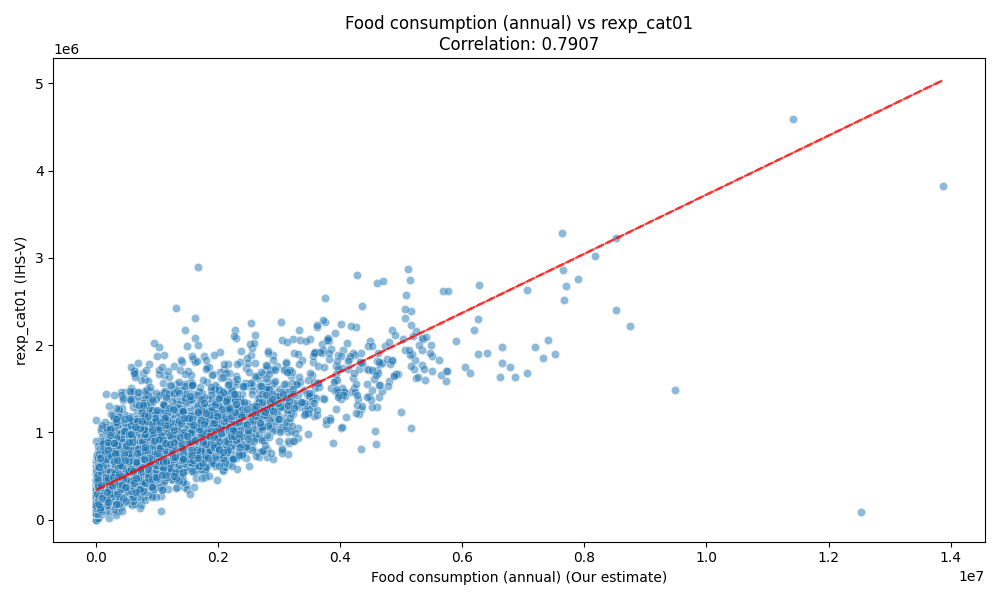 Food consumption (annual) vs rexp_cat01
Correlation: 0.7907
1e6
5
4
3
2
1
0
rexp_cat01 (IHS-V)
0.0 0.2 0.4 0.6 0.8 1.0 1.2 1.4
1e7
Food consumption (annual) (Our estimate)